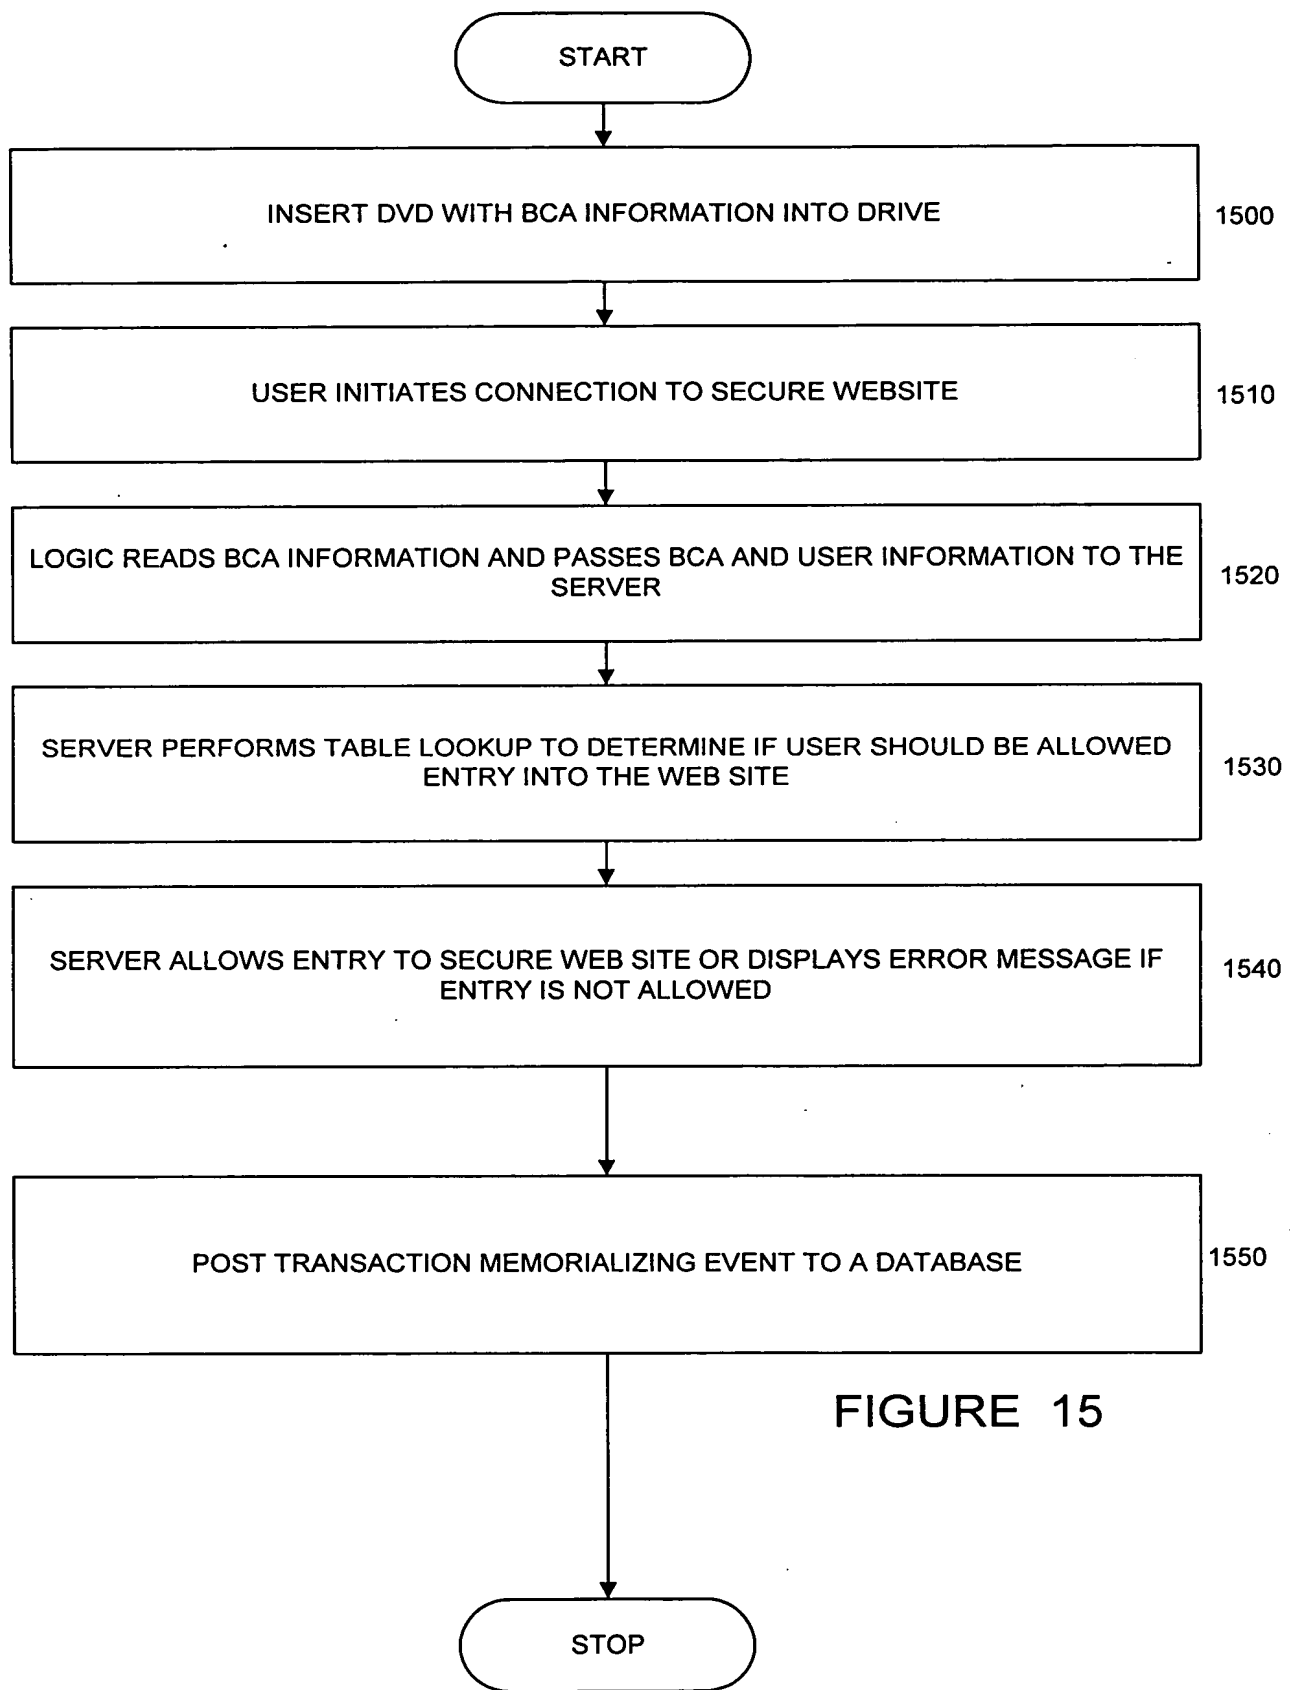 START
INSERT DVD WITH BCA INFORMATION INTO DRIVE
1500
USER INITIATES CONNECTION TO SECURE WEBSITE
1510
LOGIC READS BCA INFORMATION AND PASSES BCA AND USER INFORMATION TO THE
SERVER
1520
SERVER PERFORMS TABLE LOOKUP TO DETERMINE IF USER SHOULD BE ALLOWED
ENTRY INTO THE WEB SITE
1530
SERVER ALLOWS ENTRY TO SECURE WEB SITE OR DISPLAYS ERROR MESSAGE IF
ENTRY IS NOT ALLOWED
1540
POST TRANSACTION MEMORIALIZING EVENT TO A DATABASE
1550
FIGURE 15
STOP